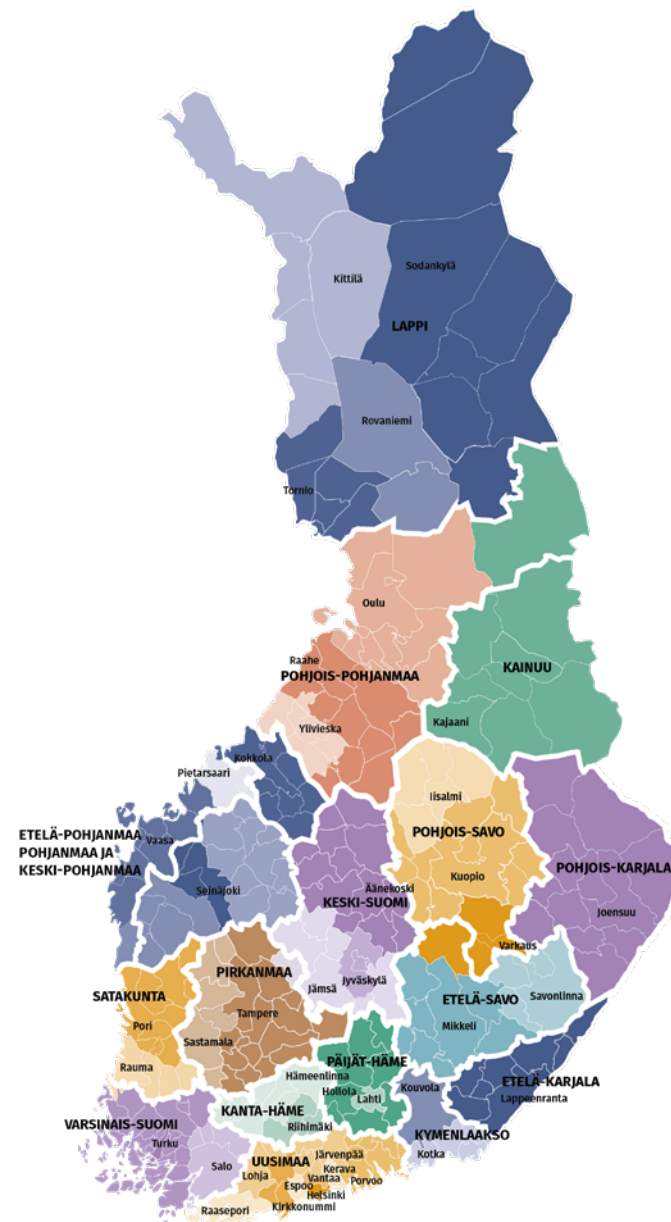 Kittilä
Sodankylä
LAPPI
Rovaniemi
Tornio
Oulu
Raahe
POHJOIS-POHJANMAA
KAINUU
Ylivieska
Kajaani
Kokkola
Pietarsaari
Iisalmi
ETELÄ-POHJANMAA
POHJANMAA JA
KESKI-POHJANMAA
Vaasa
POHJOIS-SAVO
POHJOIS-KARJALA
Kuopio
Seinäjoki
Äänekoski
KESKI-SUOMI
Joensuu
Varkaus
PIRKANMAA
Jyväskylä
Jämsä
SATAKUNTA
ETELÄ-SAVO
Savonlinna
Tampere
Pori
Mikkeli
Sastamala
Rauma
PÄIJÄT-HÄME
Hämeenlinna
Kouvola
ETELÄ-KARJALA
Hollola
Lahti
Lappeenranta
KANTA-HÄME
VARSINAIS-SUOMI
Riihimäki
KYMENLAAKSO
Turku
Järvenpää
Kotka
UUSIMAA
Salo
Kerava
Lohja
Vantaa
Porvoo
Espoo
Helsinki
Kirkkonummi
Raasepori